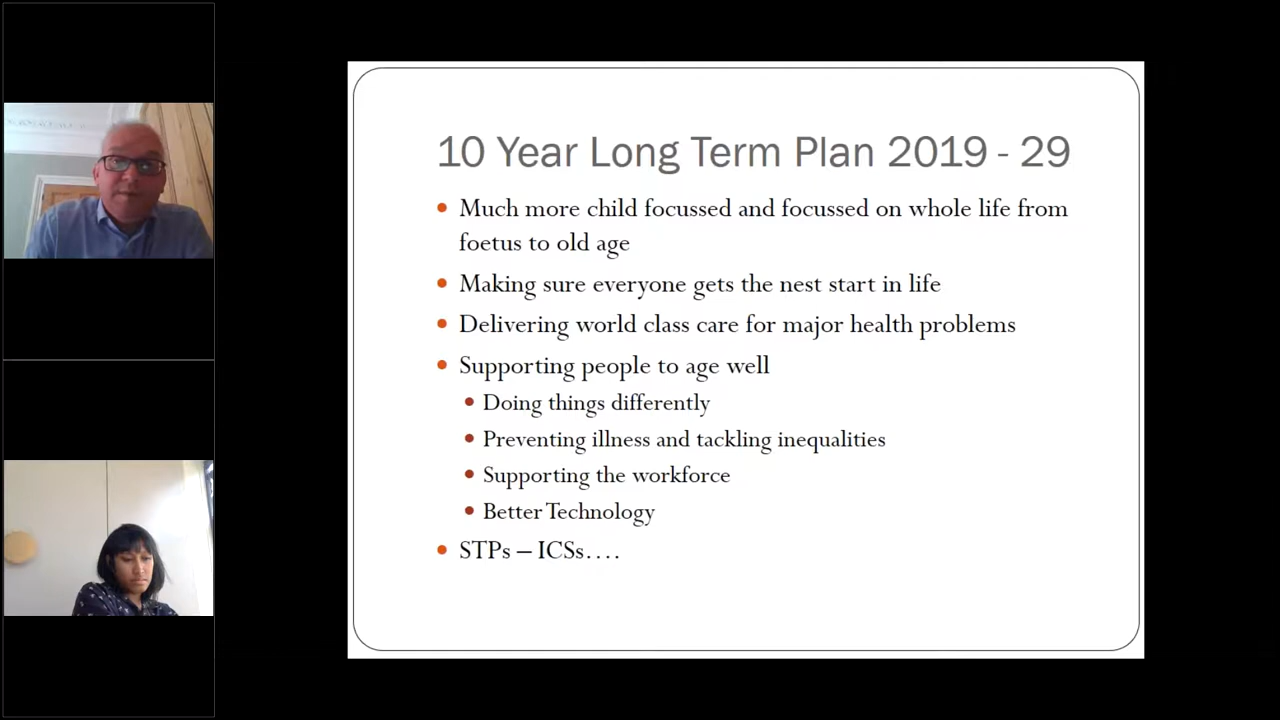 10 Year Long Term Plan 2019 - 29
Much more child focussed and focussed on whole life from
foetus to old age
Making sure everyone gets the nest start in life
Delivering world class care for major health problems
Supporting people to age well
Doing things differently
Preventing illness and tackling inequalities
Supporting the workforce
Better Technology
STPs – ICSs….